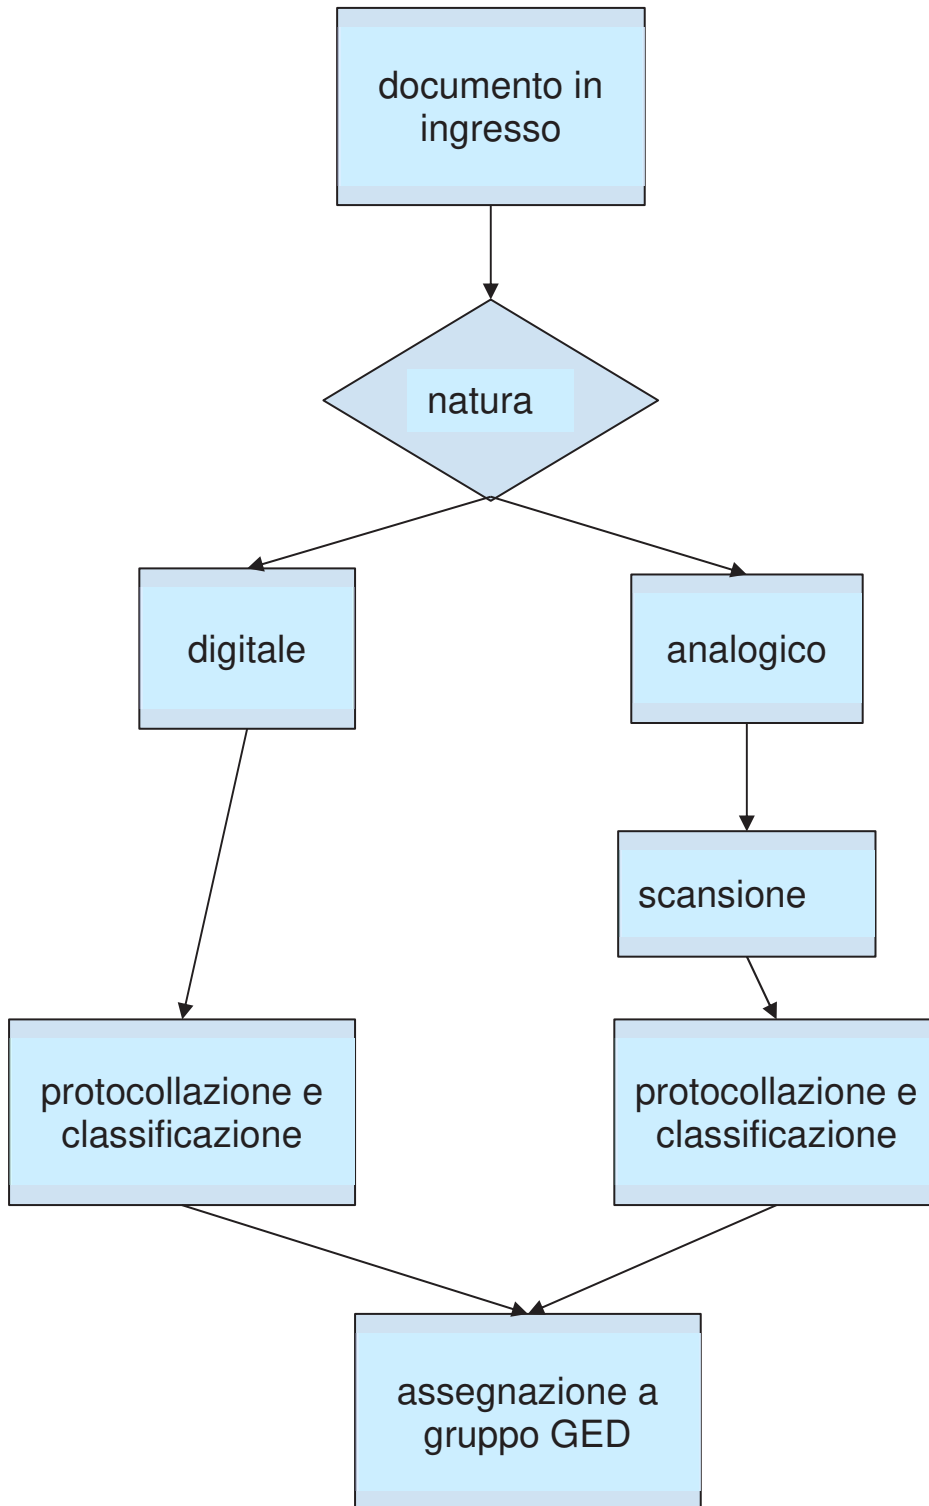 documento in
ingresso
natura
digitale
analogico
scansione
protocollazione e
classificazione
protocollazione e
classificazione
assegnazione a
gruppo GED